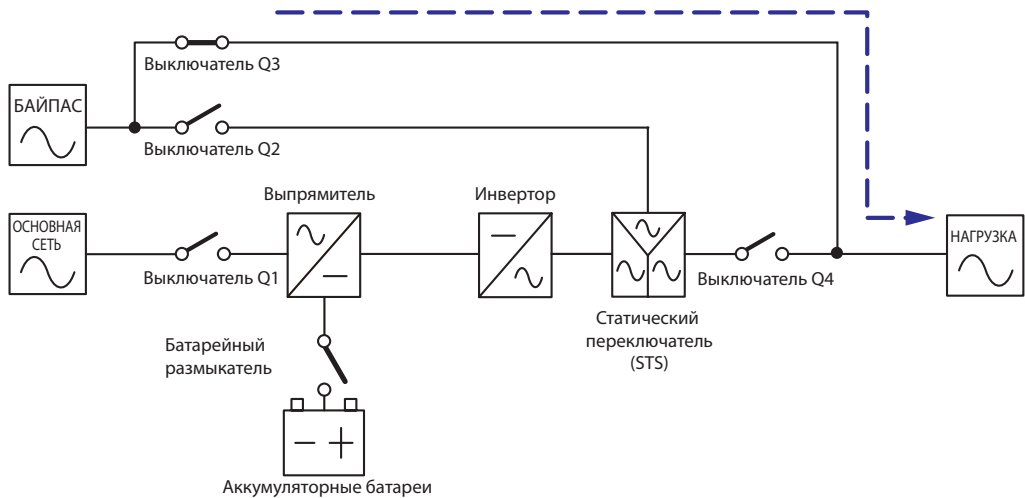 Выключатель Q3
БАЙПАС
Выключатель Q2
Выпрямитель
Инвертор
ОСНОВНАЯ
СЕТЬ
НАГРУЗКА
Выключатель Q1
Выключатель Q4
Статический
переключатель
(STS)
Батарейный
размыкатель
Аккумуляторные батареи